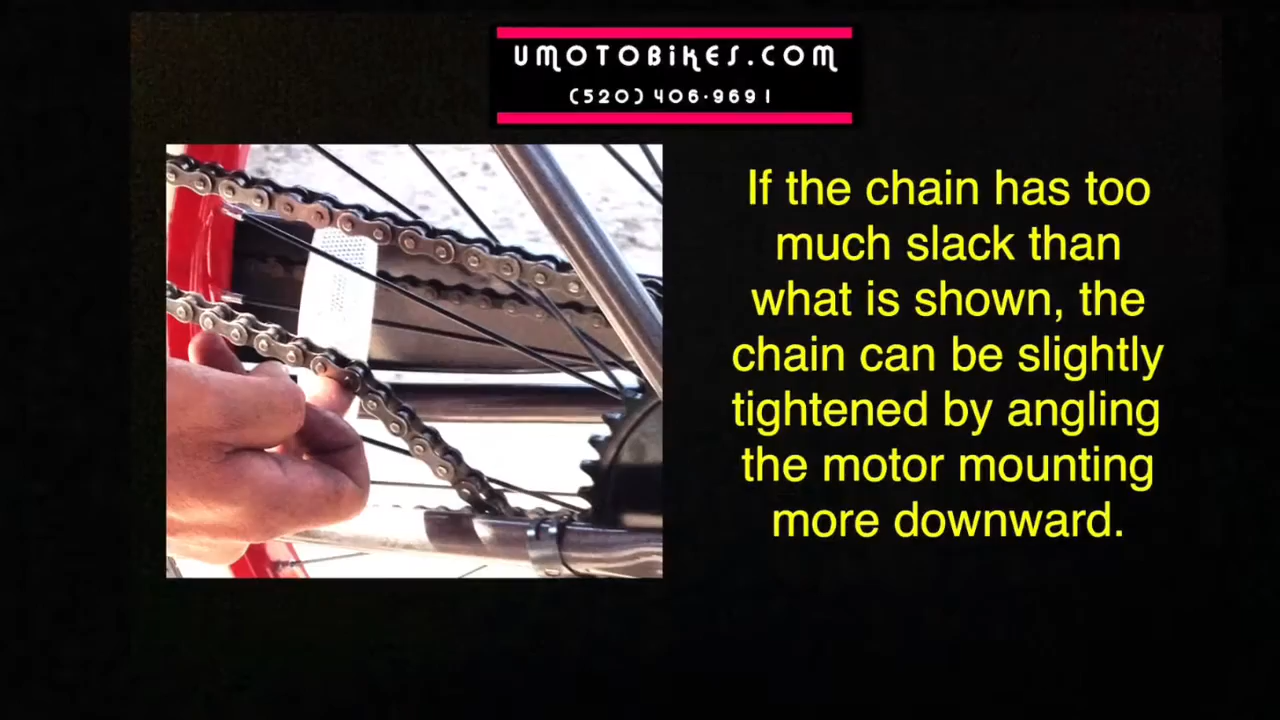 UMOTOBIKES.COM
(520) 406-9691
If the chain has too
much slack than
what is shown, the
chain can be slightly
tightened by angling
the motor mounting
more downward.